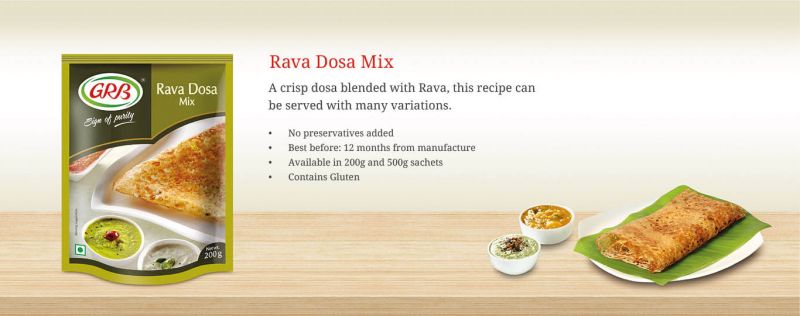 Rava Dosa Mix
A crisp dosa blended with Rava, this recipe can
be served with many variations.
• No preservatives added
• Best before: 12 months from manufacture
• Available in 200g and 500g sachets
• Contains Gluten
GRB
Sign of purity
Rava Dosa
Mix
200g